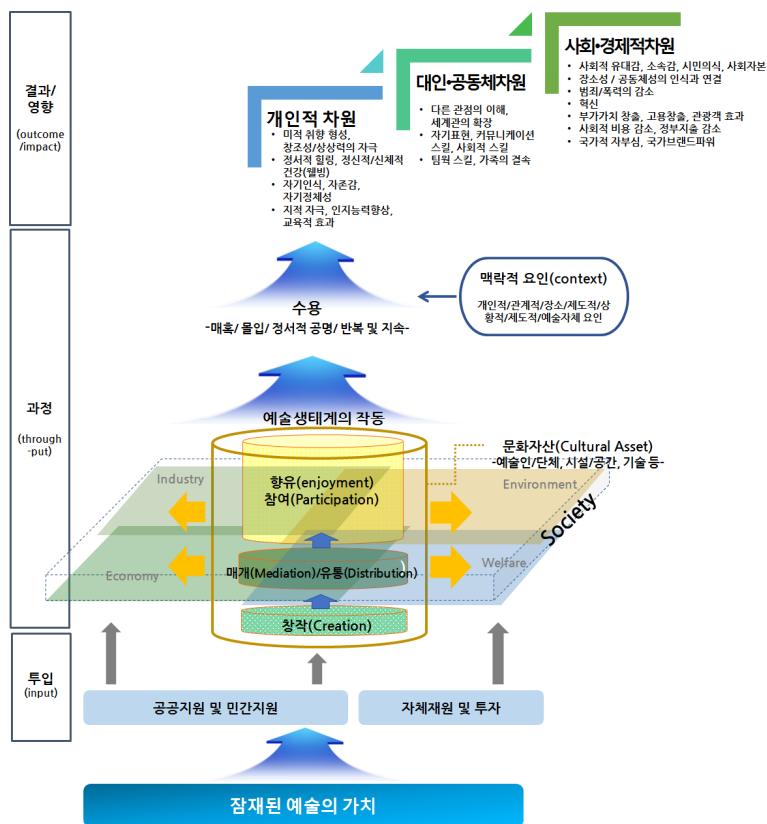 결과/
영향
(outcome
/impact)
사회•경제적차원
• 사회적 유대감, 소속감, 시민의식, 사회자본
• 장소성 / 공동체성의 인식과 연결
• 범죄/폭력의 감소
• 혁신
• 부가가치 창출, 고용창출, 관광객 효과
• 사회적 비용 감소, 정부지출 감소
• 국가적 자부심, 국가브랜드파워
대인•공동체차원
• 다른 관점의 이해,
세계관의 확장
• 자기표현, 커뮤니케이션
스킬, 사회적 스킬
• 팀웍 스킬, 가족의 결속
개인적 차원
• 미적 취향 형성,
창조성/상상력의 자극
• 정서적 힐링, 정신적/신체적
건강(웰빙)
• 자기인식, 자존감,
자기정체성
• 지적 자극, 인지능력향상,
교육적 효과
과정
(through
-put)
수용
-매혹/ 몰입/ 정서적 공명/ 반복 및 지속-
맥락적 요인(context)
개인적/관계적/장소/제도적/상
황적/제도적/예술자체 요인
예술생태계의 작동
문화자산(Cultural Asset)
-예술인/단체, 시설/공간, 기술 등-
Industry
향유(enjoyment)
참여(Participation)
Environment
Society
Economy
매개(Mediation)/유통(Distribution)
Welfare
창작(Creation)
투입
(input)
공공지원 및 민간지원
자체재원 및 투자
잠재된 예술의 가치